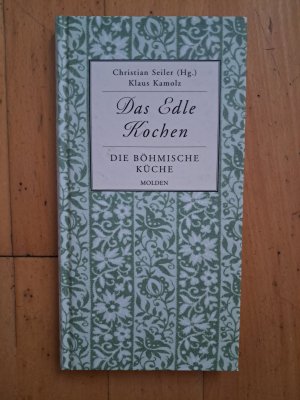 Christian Seiler (Hg.)
Klaus Kamolz
Das Edle
Kochen
DIE BÖHMISCHE
KÜCHE
MOLDEN